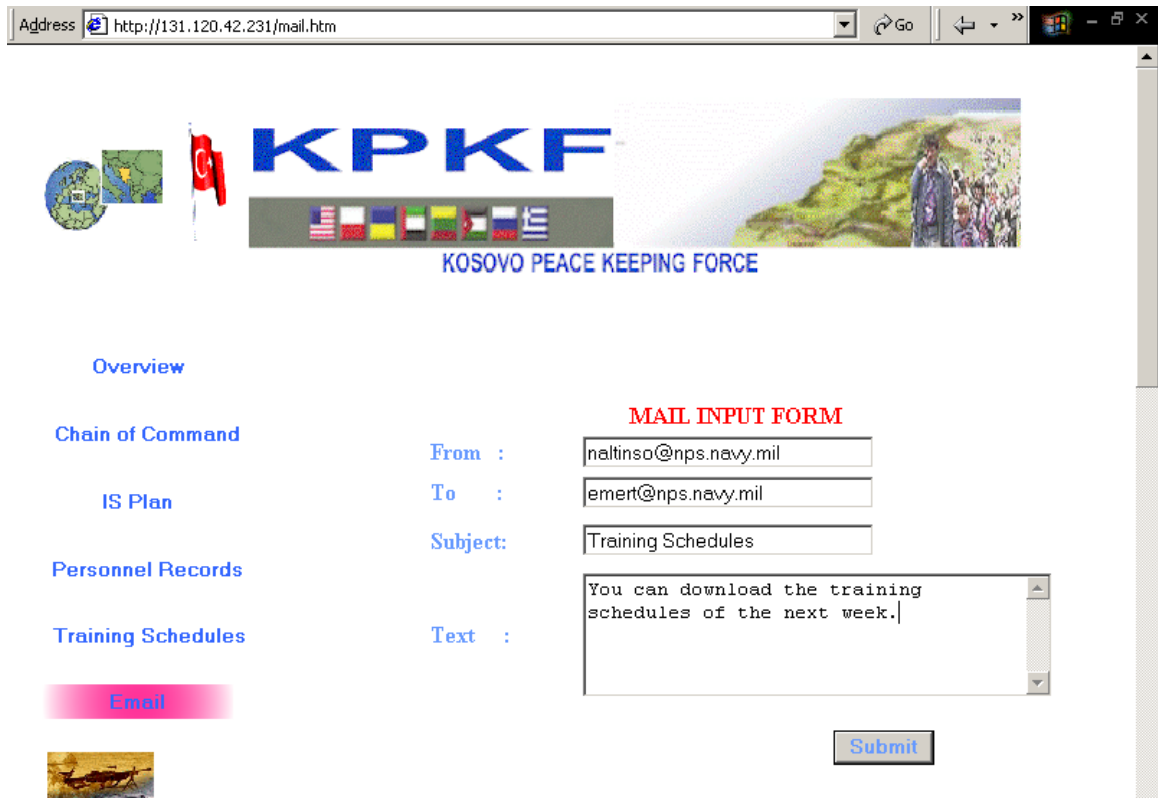 Address http://131.120.42.231/mail.htm Go »
KPKF
KOSOVO PEACE KEEPING FORCE
Overview
Chain of Command
IS Plan
Personnel Records
Training Schedules
Email
MAIL INPUT FORM
From : naltinso@nps.navy.mil
To : emert@nps.navy.mil
Subject: Training Schedules
Text : You can download the training
schedules of the next week.
Submit